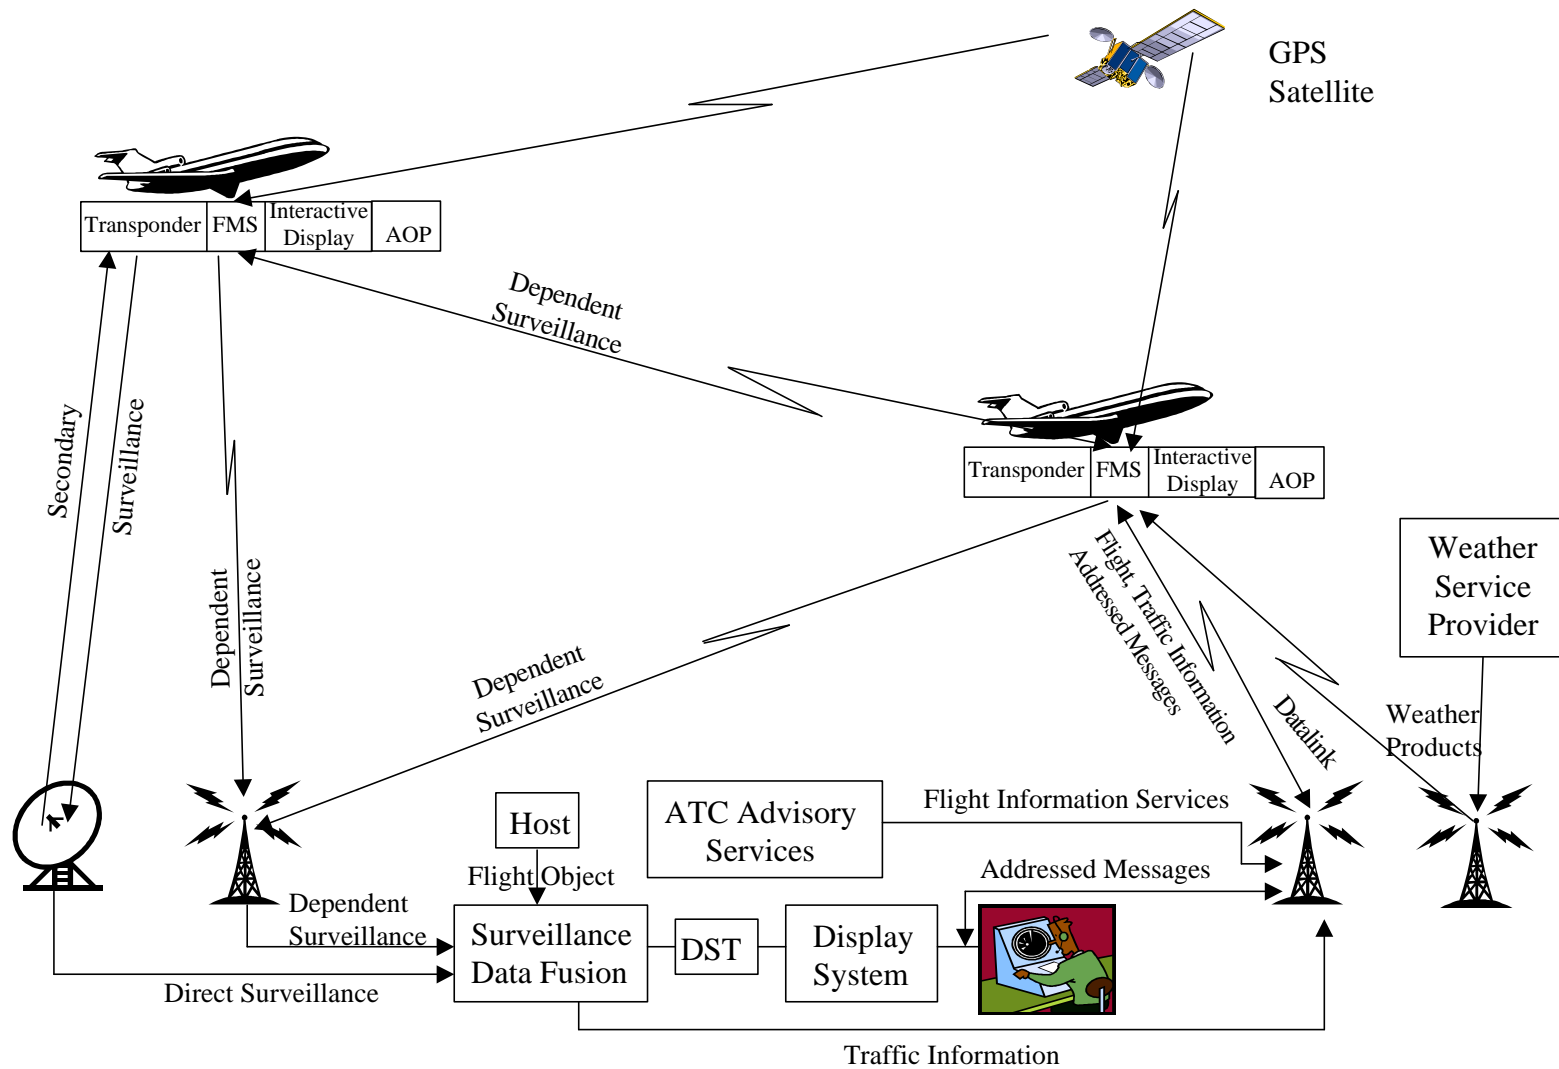 GPS
Satellite
Transponder
FMS
Interactive
Display
AOP
Dependent
Surveillance
Secondary
Surveillance
Transponder
FMS
Interactive
Display
AOP
Weather
Service
Provider
Dependent
Surveillance
Dependent
Surveillance
Flight, Traffic Information
Addressed Messages
Datalink
Weather
Products
Host
Flight Object
ATC Advisory
Services
Flight Information Services
Addressed Messages
Dependent
Surveillance
Surveillance
Data Fusion
DST
Display
System
Direct Surveillance
Traffic Information